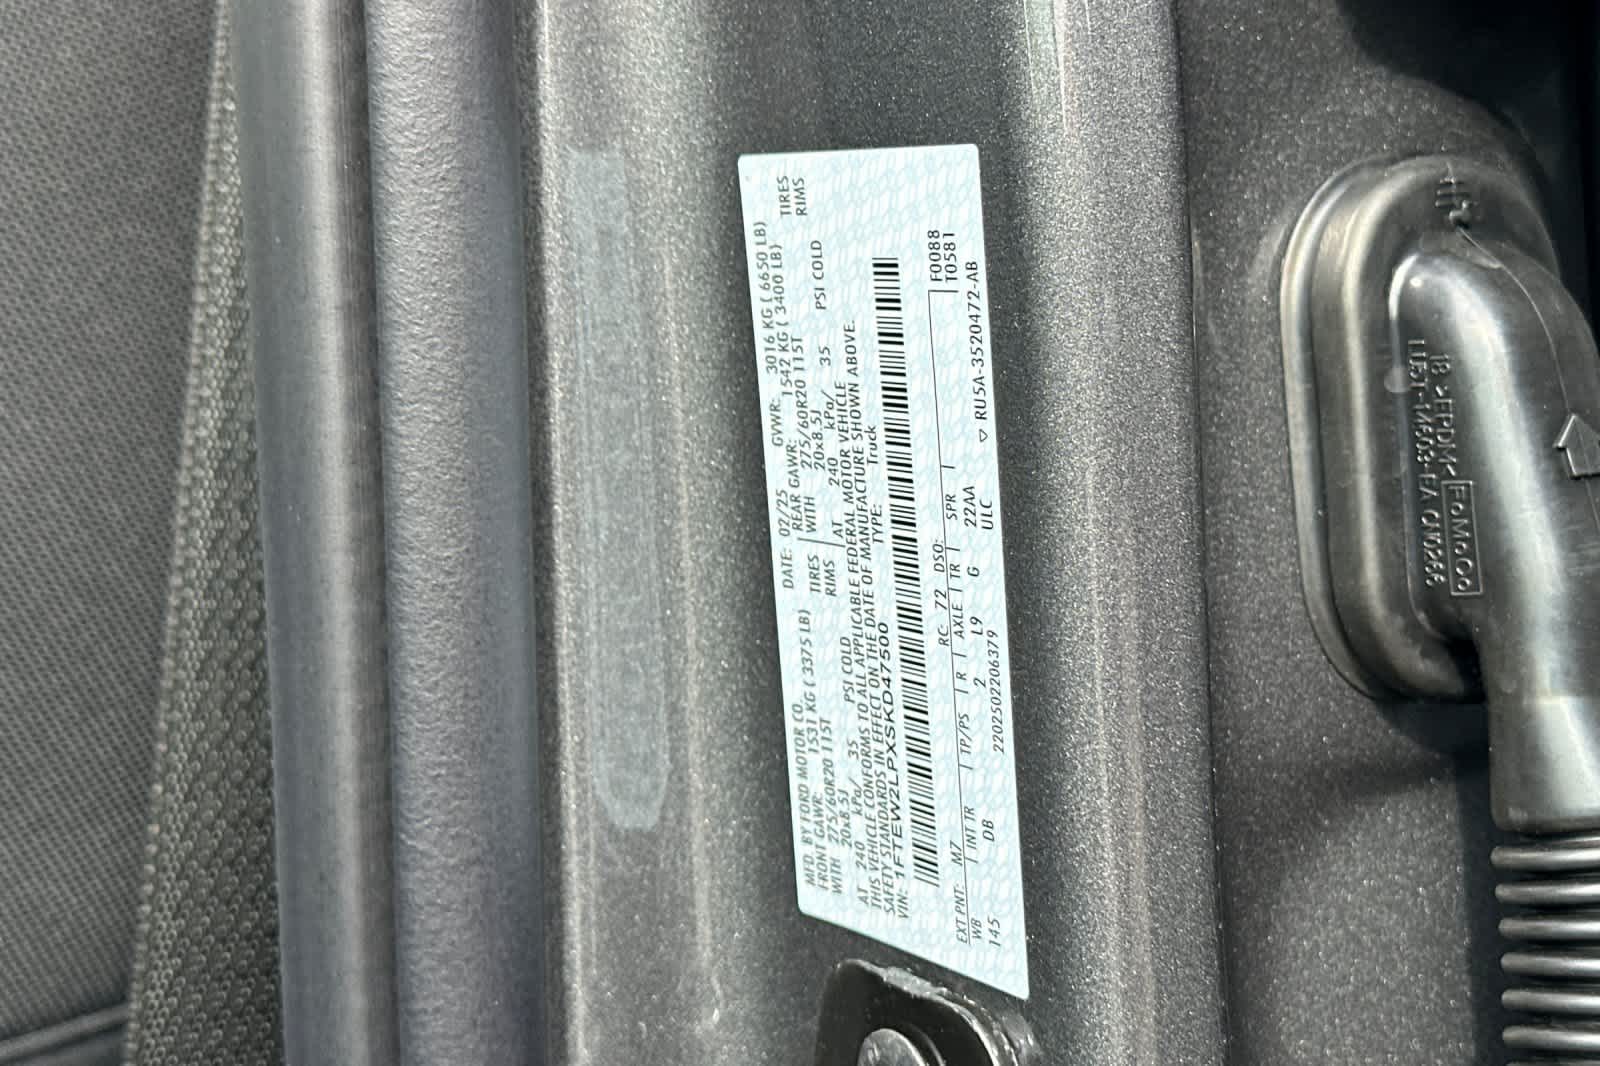 MFD. BY FORD MOTOR CO.
DATE: 02/25
GVWR: 3016 KG ( 6650 LB)
FRONT GAWR: 1531 KG ( 3375 LB)
REAR GAWR: 1542 KG ( 3400 LB)
WITH 275/60R20 115T TIRES
WITH 275/60R20 115T TIRES
20x8.5J RIMS
20x8.5J RIMS
AT 240 kPa/ 35 PSI COLD
AT 240 kPa/ 35 PSI COLD
THIS VEHICLE CONFORMS TO ALL APPLICABLE FEDERAL MOTOR VEHICLE
SAFETY STANDARDS IN EFFECT ON THE DATE OF MANUFACTURE SHOWN ABOVE.
VIN: 1FTEW2LPXSKD47500 TYPE: Truck
F0088
T0581
EXT PNT: M7 RC: 72 DSO:
WB INT TR TP/PS R AXLE TR SPR
145 DB 2 L9 G 22AA
2202502206379 ULC ▽ RU5A-3520472-AB
FoMoCo